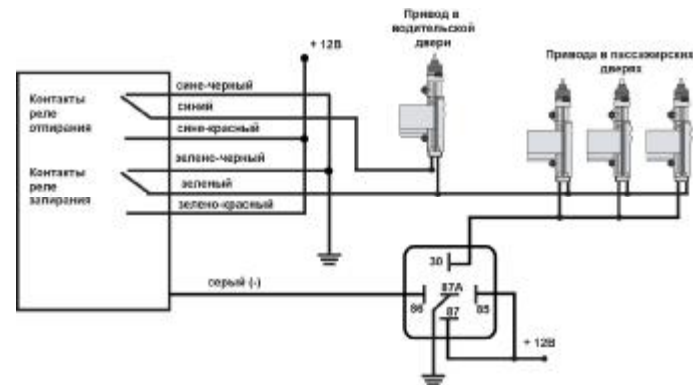 Привод в
водительской
двери
+ 12В
Привода в пассажирских
дверях
Контакты
реле
отпирания
сине-черный
синий
сине-красный
Контакты
реле
запирания
зелено-черный
зеленый
зелено-красный
серый (-)
30
87А
86
87
85
+ 12В